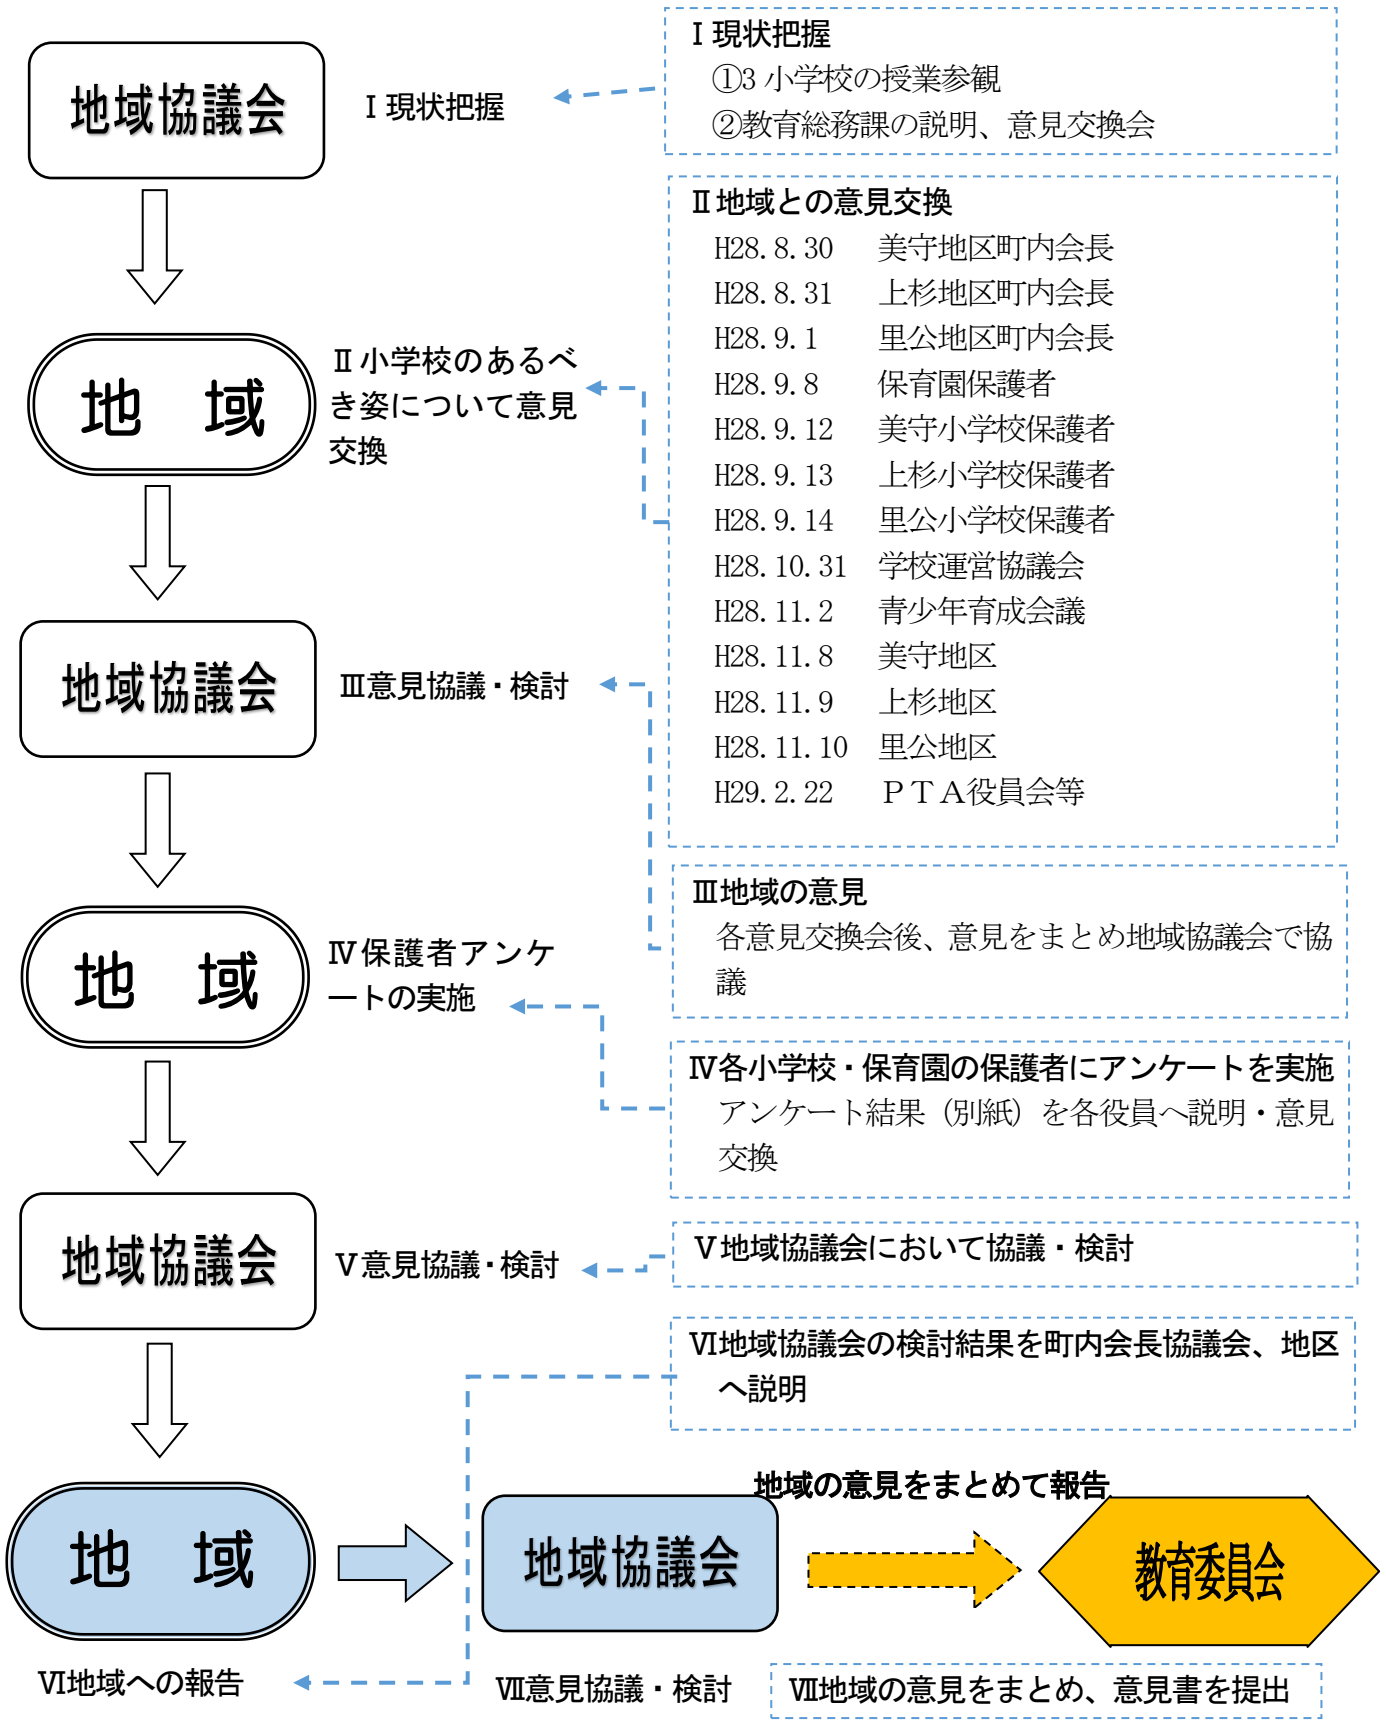 地域協議会
Ⅰ現状把握
Ⅰ現状把握
①3小学校の授業参観
②教育総務課の説明、意見交換会
地　域
Ⅱ小学校のあるべ
き姿について意見
交換
Ⅱ地域との意見交換
H28.8.30　美守地区町内会長
H28.8.31　上杉地区町内会長
H28.9.1　里公地区町内会長
H28.9.8　保育園保護者
H28.9.12　美守小学校保護者
H28.9.13　上杉小学校保護者
H28.9.14　里公小学校保護者
H28.10.31　学校運営協議会
H28.11.2　青少年育成会議
H28.11.8　美守地区
H28.11.9　上杉地区
H28.11.10　里公地区
H29.2.22　ＰＴＡ役員会等
地域協議会
Ⅲ意見協議・検討
Ⅲ地域の意見
各意見交換会後、意見をまとめ地域協議会で協
議
地　域
Ⅳ保護者アンケ
ートの実施
Ⅳ各小学校・保育園の保護者にアンケートを実施
アンケート結果（別紙）を各役員へ説明・意見
交換
地域協議会
Ⅴ意見協議・検討
Ⅴ地域協議会において協議・検討
Ⅵ地域協議会の検討結果を町内会長協議会、地区
へ説明
地　域
地域協議会
地域の意見をまとめて報告
教育委員会
Ⅵ地域への報告
Ⅶ意見協議・検討
Ⅶ地域の意見をまとめ、意見書を提出